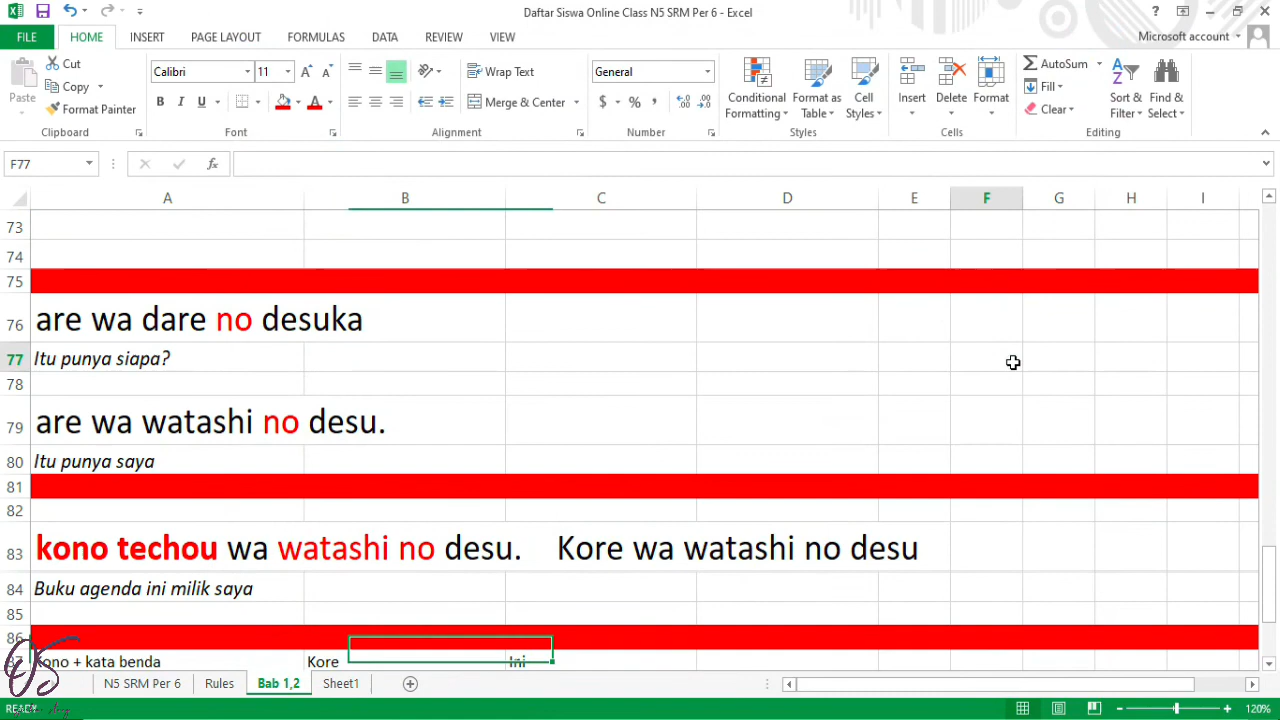 Daftar Siswa Online Class N5 SRM Per 6 - Excel
FILE HOME INSERT PAGE LAYOUT FORMULAS DATA REVIEW VIEW Microsoft account
Paste Cut Copy Format Painter
Calibri 11
B I U
Wrap Text
Merge & Center
General
$ % ,
Conditional Formatting Format as Table Cell Styles
Insert Delete Format
AutoSum Fill Clear
Sort & Filter Find & Select
Clipboard Font Alignment Number Styles Cells Editing
F77 fx
A B C D E F G H I
73
74
75
76 are wa dare no desuka
77 Itu punya siapa?
78
79 are wa watashi no desu.
80 Itu punya saya
81
82
83 kono techou wa watashi no desu. Kore wa watashi no desu
84 Buku agenda ini milik saya
85
86
Kono + kata benda Kore Ini
N5 SRM Per 6 Rules Bab 1,2 Sheet1
READY 120%